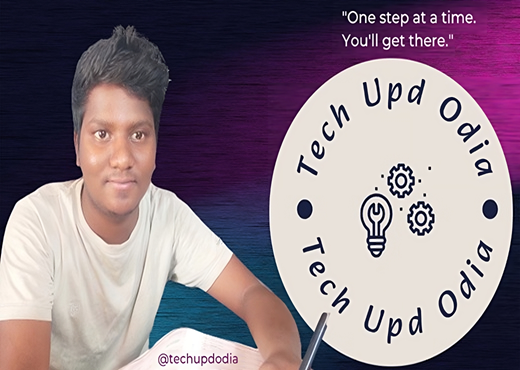 "One step at a time.
You'll get there."
Tech Upd Odia
Tech Upd Odia
@techupdodia